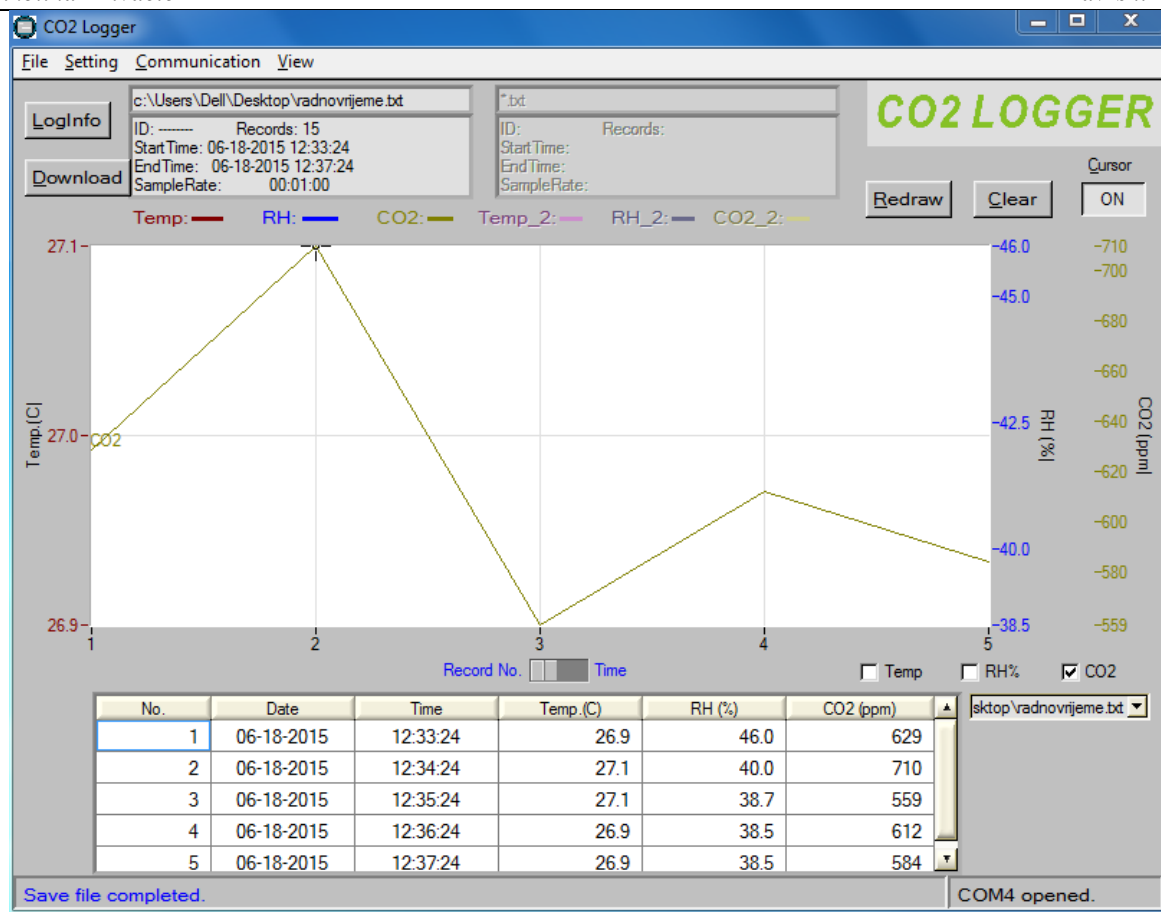 CO2 Logger
File Setting Communication View
LogInfo
Download
c:\Users\Dell\Desktop\radnovrijeme.txt
ID: -------- Records: 15
StartTime: 06-18-2015 12:33:24
EndTime: 06-18-2015 12:37:24
SampleRate: 00:01:00
*.txt
ID: Records:
StartTime:
EndTime:
SampleRate:
CO2 LOGGER
Cursor
Redraw Clear ON
Temp: RH: CO2: Temp_2: RH_2: CO2_2:
27.1
27.0
26.9
Temp.(C)
CO2
46.0
45.0
42.5
40.0
38.5
RH (%)
710
700
680
660
640
620
600
580
559
CO2 (ppm)
1 2 3 4 5
Record No. Time
Temp RH% CO2
No. Date Time Temp.(C) RH (%) CO2 (ppm)
1 06-18-2015 12:33:24 26.9 46.0 629
2 06-18-2015 12:34:24 27.1 40.0 710
3 06-18-2015 12:35:24 27.1 38.7 559
4 06-18-2015 12:36:24 26.9 38.5 612
5 06-18-2015 12:37:24 26.9 38.5 584
sktop\radnovrijeme.txt
Save file completed.
COM4 opened.